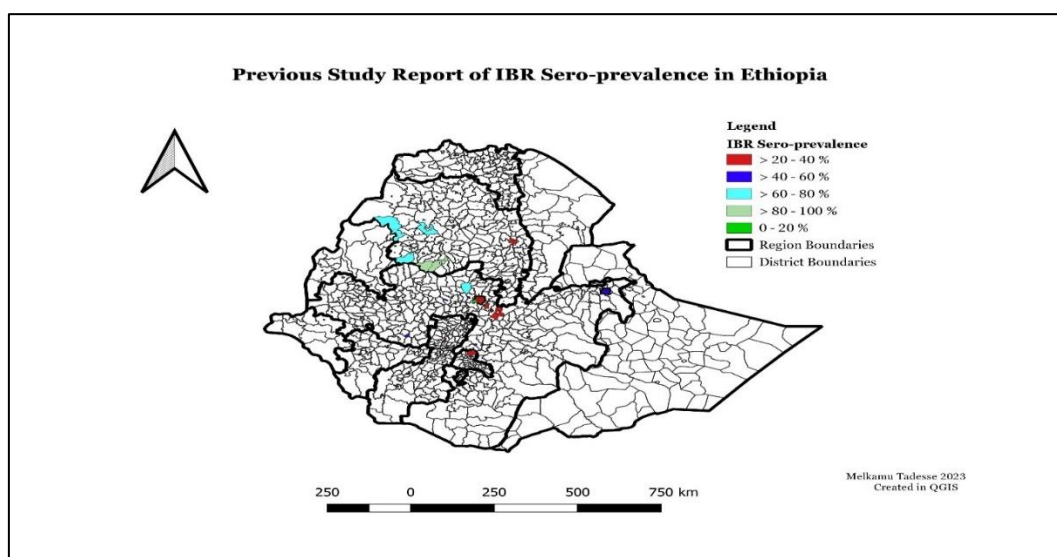 Previous Study Report of IBR Sero-prevalence in Ethiopia
Legend
IBR Sero-prevalence
> 20 - 40 %
> 40 - 60 %
> 60 - 80 %
> 80 - 100 %
0 - 20 %
Region Boundaries
District Boundaries
Melkamu Tadesse 2023
Created in QGIS
250 0 250 500 750 km